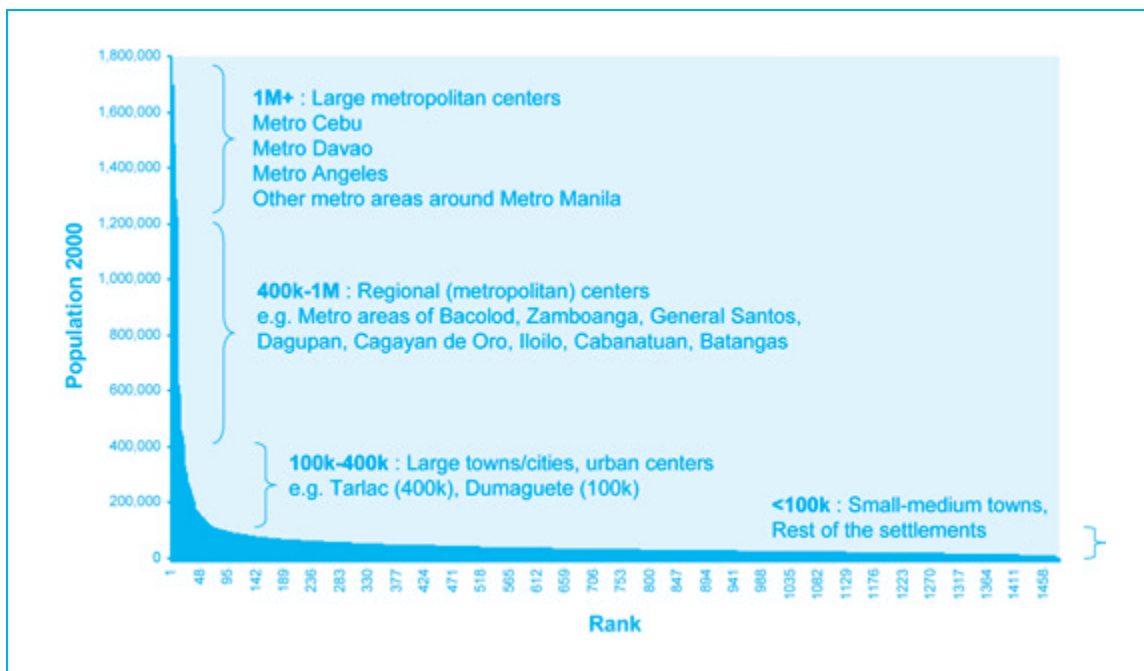 1,800,000
1,600,000
1,400,000
1,200,000
1,000,000
800,000
600,000
400,000
200,000
0
Population 2000
1M+ : Large metropolitan centers
Metro Cebu
Metro Davao
Metro Angeles
Other metro areas around Metro Manila
400k-1M : Regional (metropolitan) centers
e.g. Metro areas of Bacolod, Zamboanga, General Santos,
Dagupan, Cagayan de Oro, Iloilo, Cabanatuan, Batangas
100k-400k : Large towns/cities, urban centers
e.g. Tarlac (400k), Dumaguete (100k)
<100k : Small-medium towns,
Rest of the settlements
1 48 95 142 189 236 283 330 377 424 471 518 565 612 659 706 753 800 847 894 941 988 1035 1082 1129 1176 1223 1270 1317 1364 1411 1458
Rank